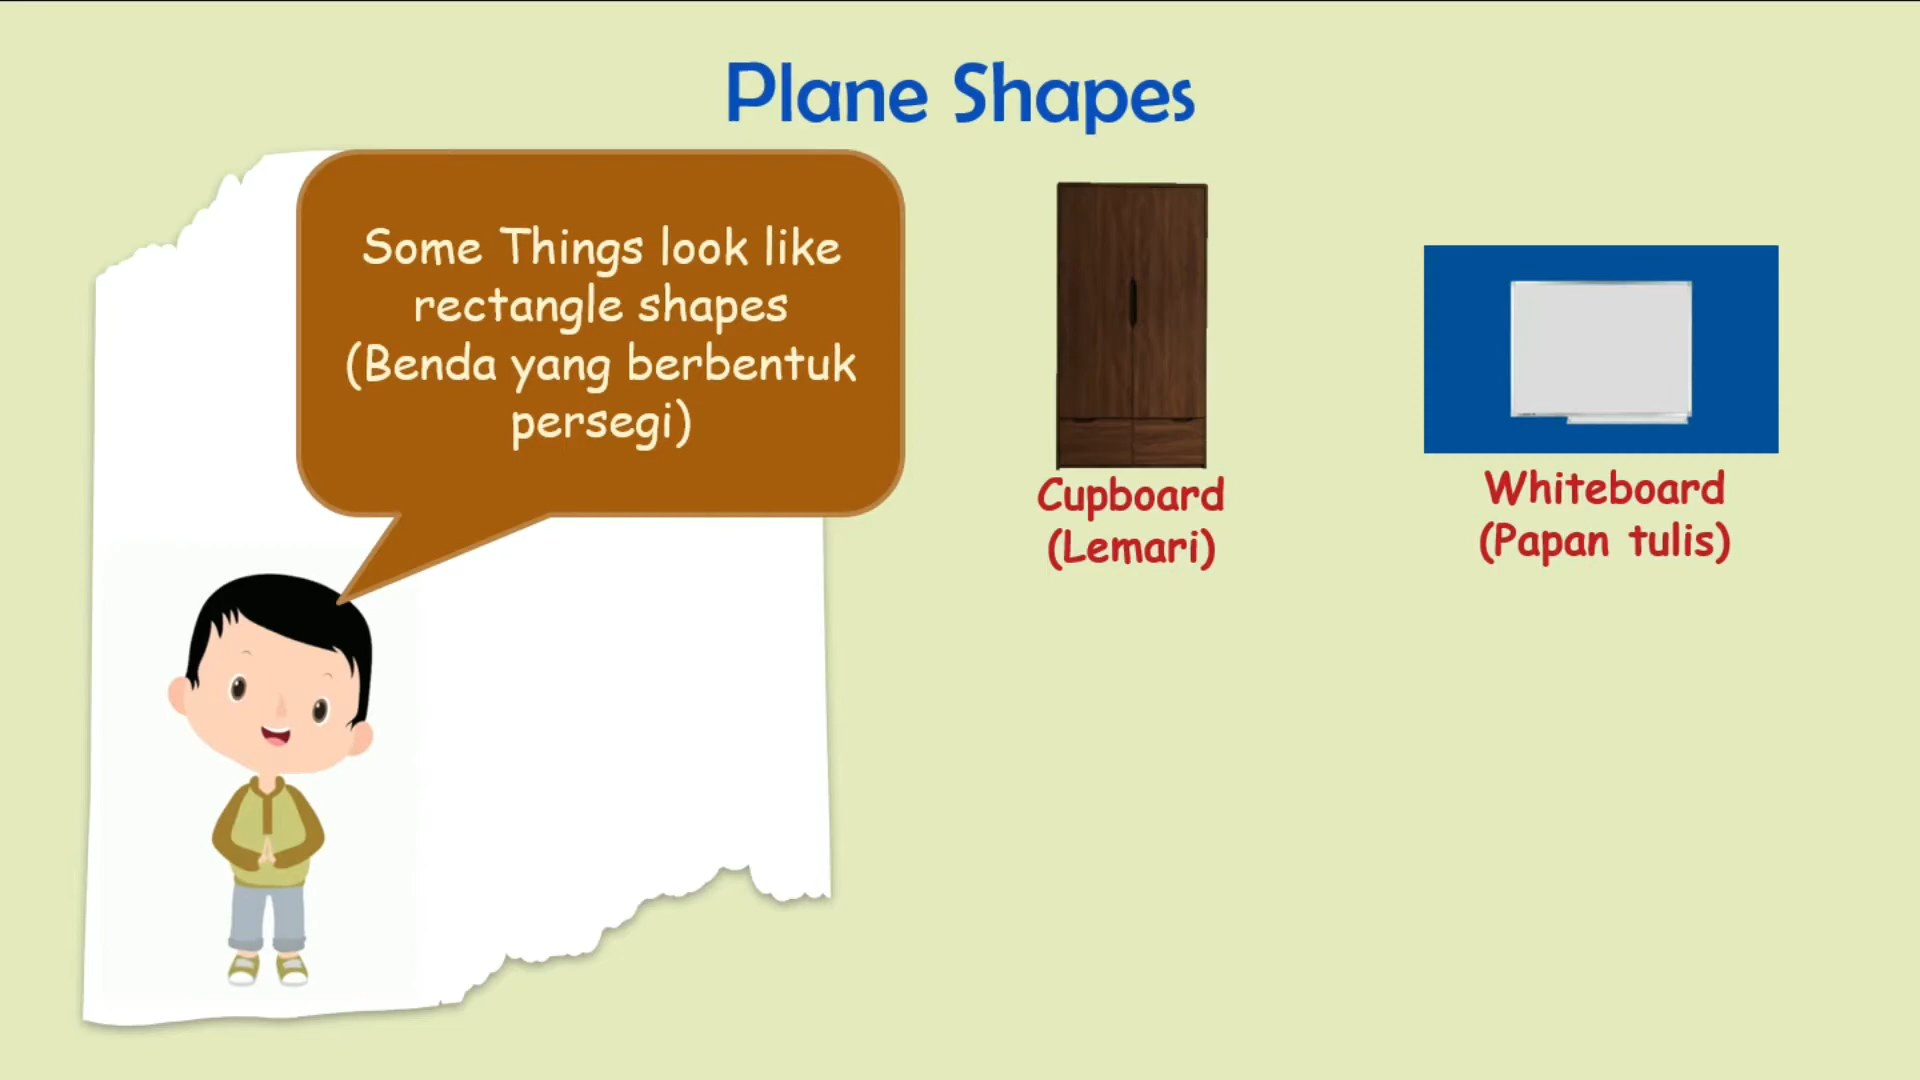 Plane Shapes
Some Things look like
rectangle shapes
(Benda yang berbentuk
persegi)
Cupboard
(Lemari)
Whiteboard
(Papan tulis)